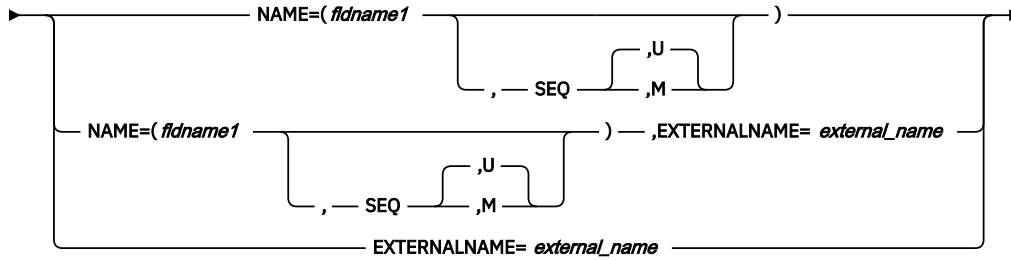 NAME=( fldname1 )
,U
, SEQ ,M
NAME=( fldname1 ) ,EXTERNALNAME= external_name
,U
, SEQ ,M
EXTERNALNAME= external_name